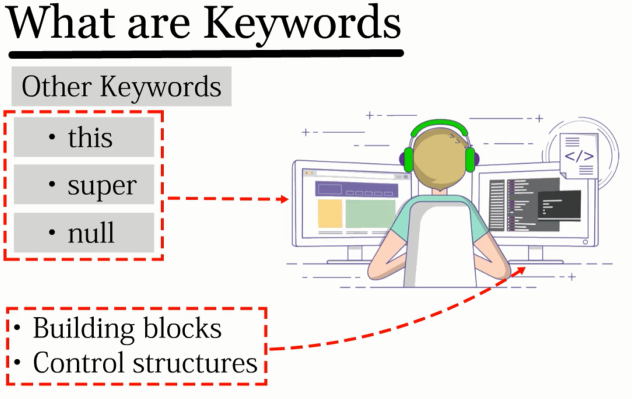 What are Keywords
Other Keywords
• this
• super
• null
</>
• Building blocks
• Control structures